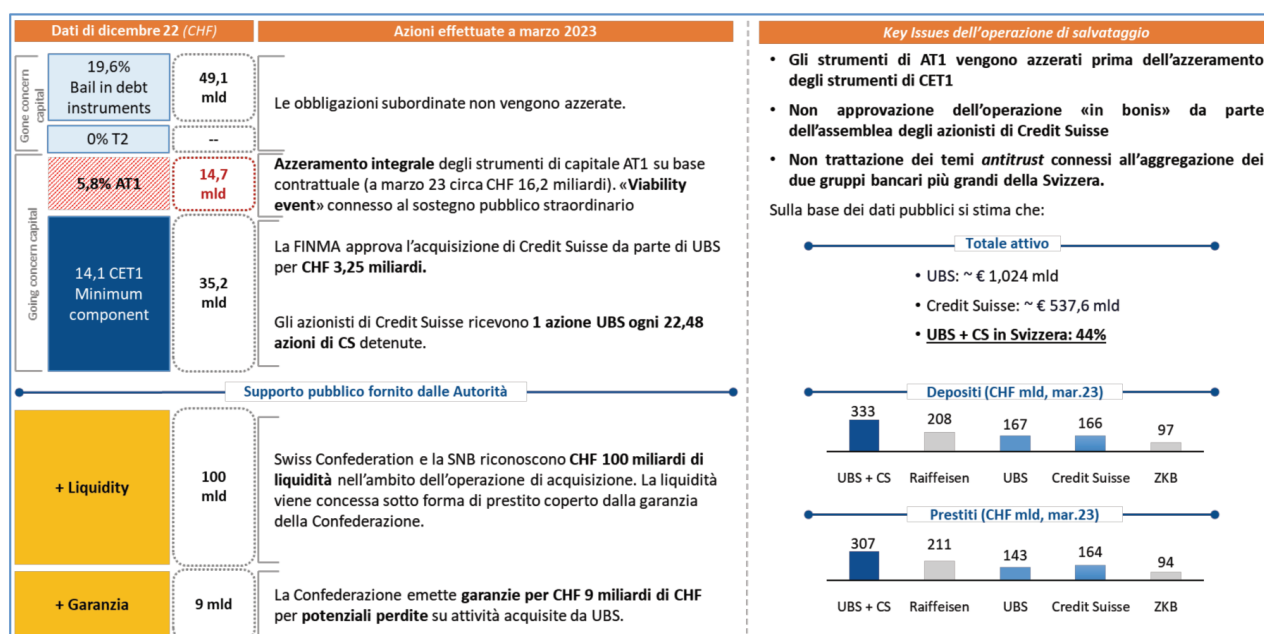 Dati di dicembre 22 (CHF)
Azioni effettuate a marzo 2023
Gone concern capital
19,6%
Bail in debt
instruments
49,1
mld
Le obbligazioni subordinate non vengono azzerate.
0% T2
--
Going concern capital
5,8% AT1
14,7
mld
Azzeramento integrale degli strumenti di capitale AT1 su base
contrattuale (a marzo 23 circa CHF 16,2 miliardi). «Viability
event» connesso al sostegno pubblico straordinario
14,1 CET1
Minimum
component
35,2
mld
La FINMA approva l'acquisizione di Credit Suisse da parte di UBS
per CHF 3,25 miliardi.
Gli azionisti di Credit Suisse ricevono 1 azione UBS ogni 22,48
azioni di CS detenute.
Supporto pubblico fornito dalle Autorità
+ Liquidity
100
mld
Swiss Confederation e la SNB riconoscono CHF 100 miliardi di
liquidità nell'ambito dell'operazione di acquisizione. La liquidità
viene concessa sotto forma di prestito coperto dalla garanzia
della Confederazione.
+ Garanzia
9 mld
La Confederazione emette garanzie per CHF 9 miliardi di CHF
per potenziali perdite su attività acquisite da UBS.
Key Issues dell'operazione di salvataggio
• Gli strumenti di AT1 vengono azzerati prima dell'azzeramento
degli strumenti di CET1
• Non approvazione dell'operazione «in bonis» da parte
dell'assemblea degli azionisti di Credit Suisse
• Non trattazione dei temi antitrust connessi all'aggregazione dei
due gruppi bancari più grandi della Svizzera.
Sulla base dei dati pubblici si stima che:
Totale attivo
• UBS: ~ € 1,024 mld
• Credit Suisse: ~ € 537,6 mld
• UBS + CS in Svizzera: 44%
Depositi (CHF mld, mar.23)
333 208 167 166 97
UBS + CS Raiffeisen UBS Credit Suisse ZKB
Prestiti (CHF mld, mar.23)
307 211 143 164 94
UBS + CS Raiffeisen UBS Credit Suisse ZKB